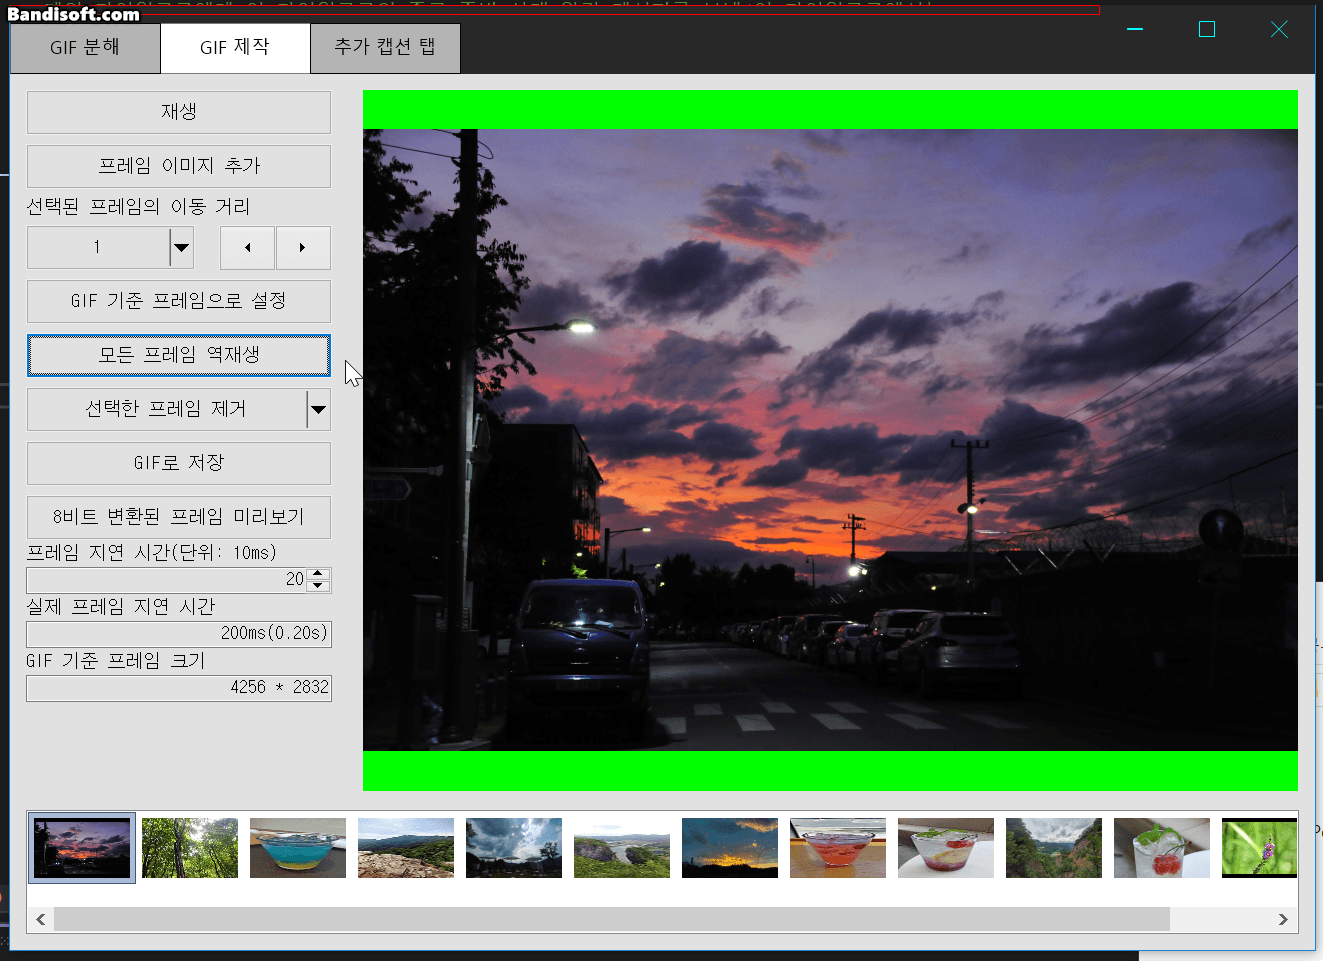 Bandisoft.com
GIF 분해
GIF 제작
추가 캡션 탭
재생
프레임 이미지 추가
선택된 프레임의 이동 거리
1
GIF 기준 프레임으로 설정
모든 프레임 역재생
선택한 프레임 제거
GIF로 저장
8비트 변환된 프레임 미리보기
프레임 지연 시간(단위: 10ms)
20
실제 프레임 지연 시간
200ms(0.20s)
GIF 기준 프레임 크기
4256 * 2832